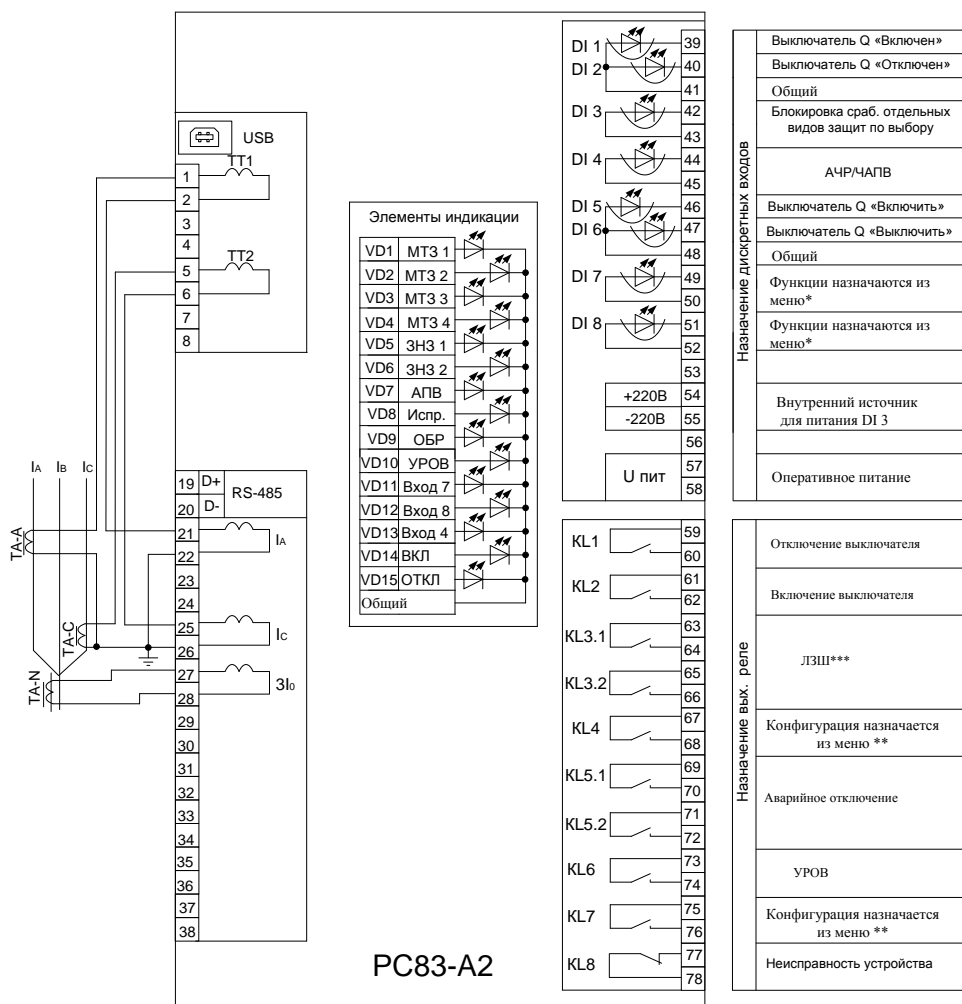 USB
TT1
1
2
3
4
TT2
5
6
7
8
IA IB IC
TA-A
TA-C
TA-N
19 D+ RS-485
20 D-
21
22 IA
23
24
25
26 IC
27
28 3I0
29
30
31
32
33
34
35
36
37
38
Элементы индикации
VD1 МТЗ 1
VD2 МТЗ 2
VD3 МТЗ 3
VD4 МТЗ 4
VD5 ЗНЗ 1
VD6 ЗНЗ 2
VD7 АПВ
VD8 Испр.
VD9 ОБР
VD10 УРОВ
VD11 Вход 7
VD12 Вход 8
VD13 Вход 4
VD14 ВКЛ
VD15 ОТКЛ
Общий
РС83-А2
DI 1 39
DI 2 40
41
DI 3 42
43
DI 4 44
45
DI 5 46
DI 6 47
48
DI 7 49
50
DI 8 51
52
53
+220В 54
-220В 55
56
U пит 57
58
KL1 59
60
KL2 61
62
KL3.1 63
64
KL3.2 65
66
KL4 67
68
KL5.1 69
70
KL5.2 71
72
KL6 73
74
KL7 75
76
KL8 77
78
Назначение дискретных входов
Выключатель Q «Включен»
Выключатель Q «Отключен»
Общий
Блокировка сраб. отдельных
видов защит по выбору
АЧР/ЧАПВ
Выключатель Q «Включить»
Выключатель Q «Выключить»
Общий
Функции назначаются из
меню*
Функции назначаются из
меню*
Внутренний источник
для питания DI 3
Оперативное питание
Назначение вых. реле
Отключение выключателя
Включение выключателя
ЛЗШ***
Конфигурация назначается
из меню **
Аварийное отключение
УРОВ
Конфигурация назначается
из меню **
Неисправность устройства